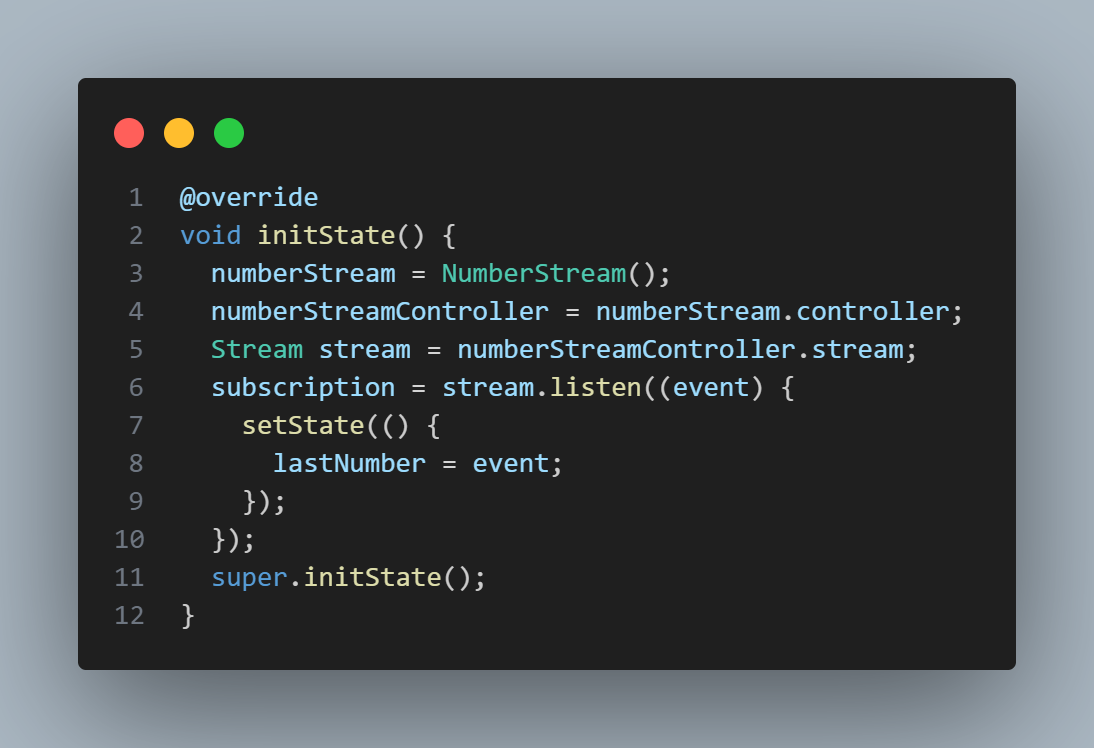 1 @override
2 void initState() {
3   numberStream = NumberStream();
4   numberStreamController = numberStream.controller;
5   Stream stream = numberStreamController.stream;
6   subscription = stream.listen((event) {
7     setState(() {
8       lastNumber = event;
9     });
10   });
11   super.initState();
12 }